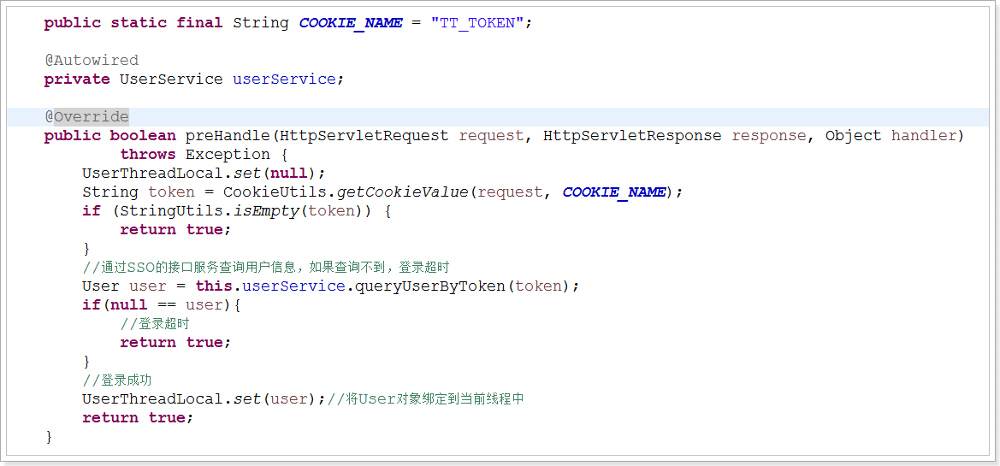 public static final String COOKIE_NAME = "TT_TOKEN";
@Autowired
private UserService userService;
@Override
public boolean preHandle(HttpServletRequest request, HttpServletResponse response, Object handler)
throws Exception {
UserThreadLocal.set(null);
String token = CookieUtils.getCookieValue(request, COOKIE_NAME);
if (StringUtils.isEmpty(token)) {
return true;
}
//通过SSO的接口服务查询用户信息，如果查询不到，登录超时
User user = this.userService.queryUserByToken(token);
if(null == user){
//登录超时
return true;
}
//登录成功
UserThreadLocal.set(user);//将User对象绑定到当前线程中
return true;
}